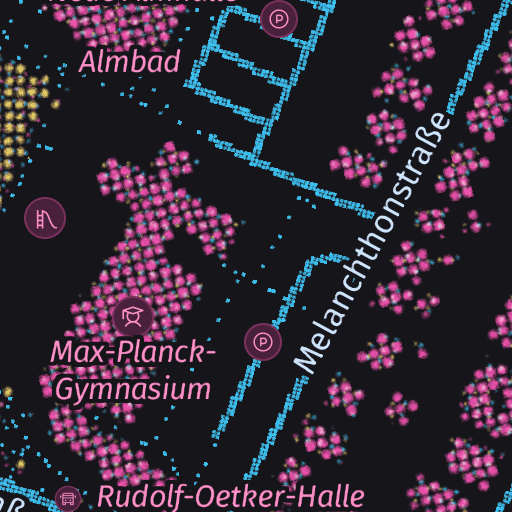 Almbad
P
Melanchthonstraße
P
Max-Planck-
Gymnasium
Rudolf-Oetker-Halle